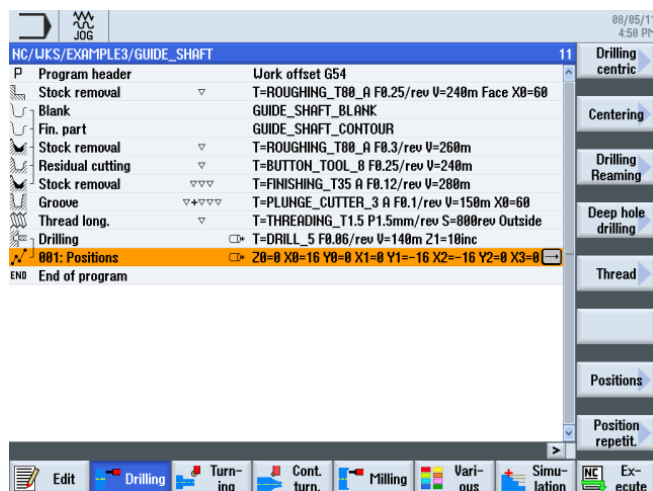 JOG
08/05/1
4:50 PM
NC/WKS/EXAMPLE3/GUIDE_SHAFT 11
P Program header Work offset G54
Stock removal ▽ T=ROUGHING_T80_A F0.25/rev V=240m Face X0=60
Blank GUIDE_SHAFT_BLANK
Fin. part GUIDE_SHAFT_CONTOUR
Stock removal ▽ T=ROUGHING_T80_A F0.3/rev V=260m
Residual cutting ▽ T=BUTTON_TOOL_8 F0.25/rev V=240m
Stock removal ▽▽▽ T=FINISHING_T35 A F0.12/rev V=280m
Groove ▽+▽▽▽ T=PLUNGE_CUTTER_3 A F0.1/rev V=150m X0=60
Thread long. ▽ T=THREADING_T1.5 P1.5mm/rev S=800rev Outside
Drilling T=DRILL_5 F0.06/rev V=140m Z1=10inc
001: Positions Z0=0 X0=16 Y0=0 X1=0 Y1=-16 X2=-16 Y2=0 X3=0
END End of program
Drilling
centric
Centering
Drilling
Reaming
Deep hole
drilling
Thread
Positions
Position
repetit.
>
Edit
Drilling
Turn-
ing
Cont.
turn.
Milling
Vari-
ous
Simu-
lation
NC Ex-
ecute